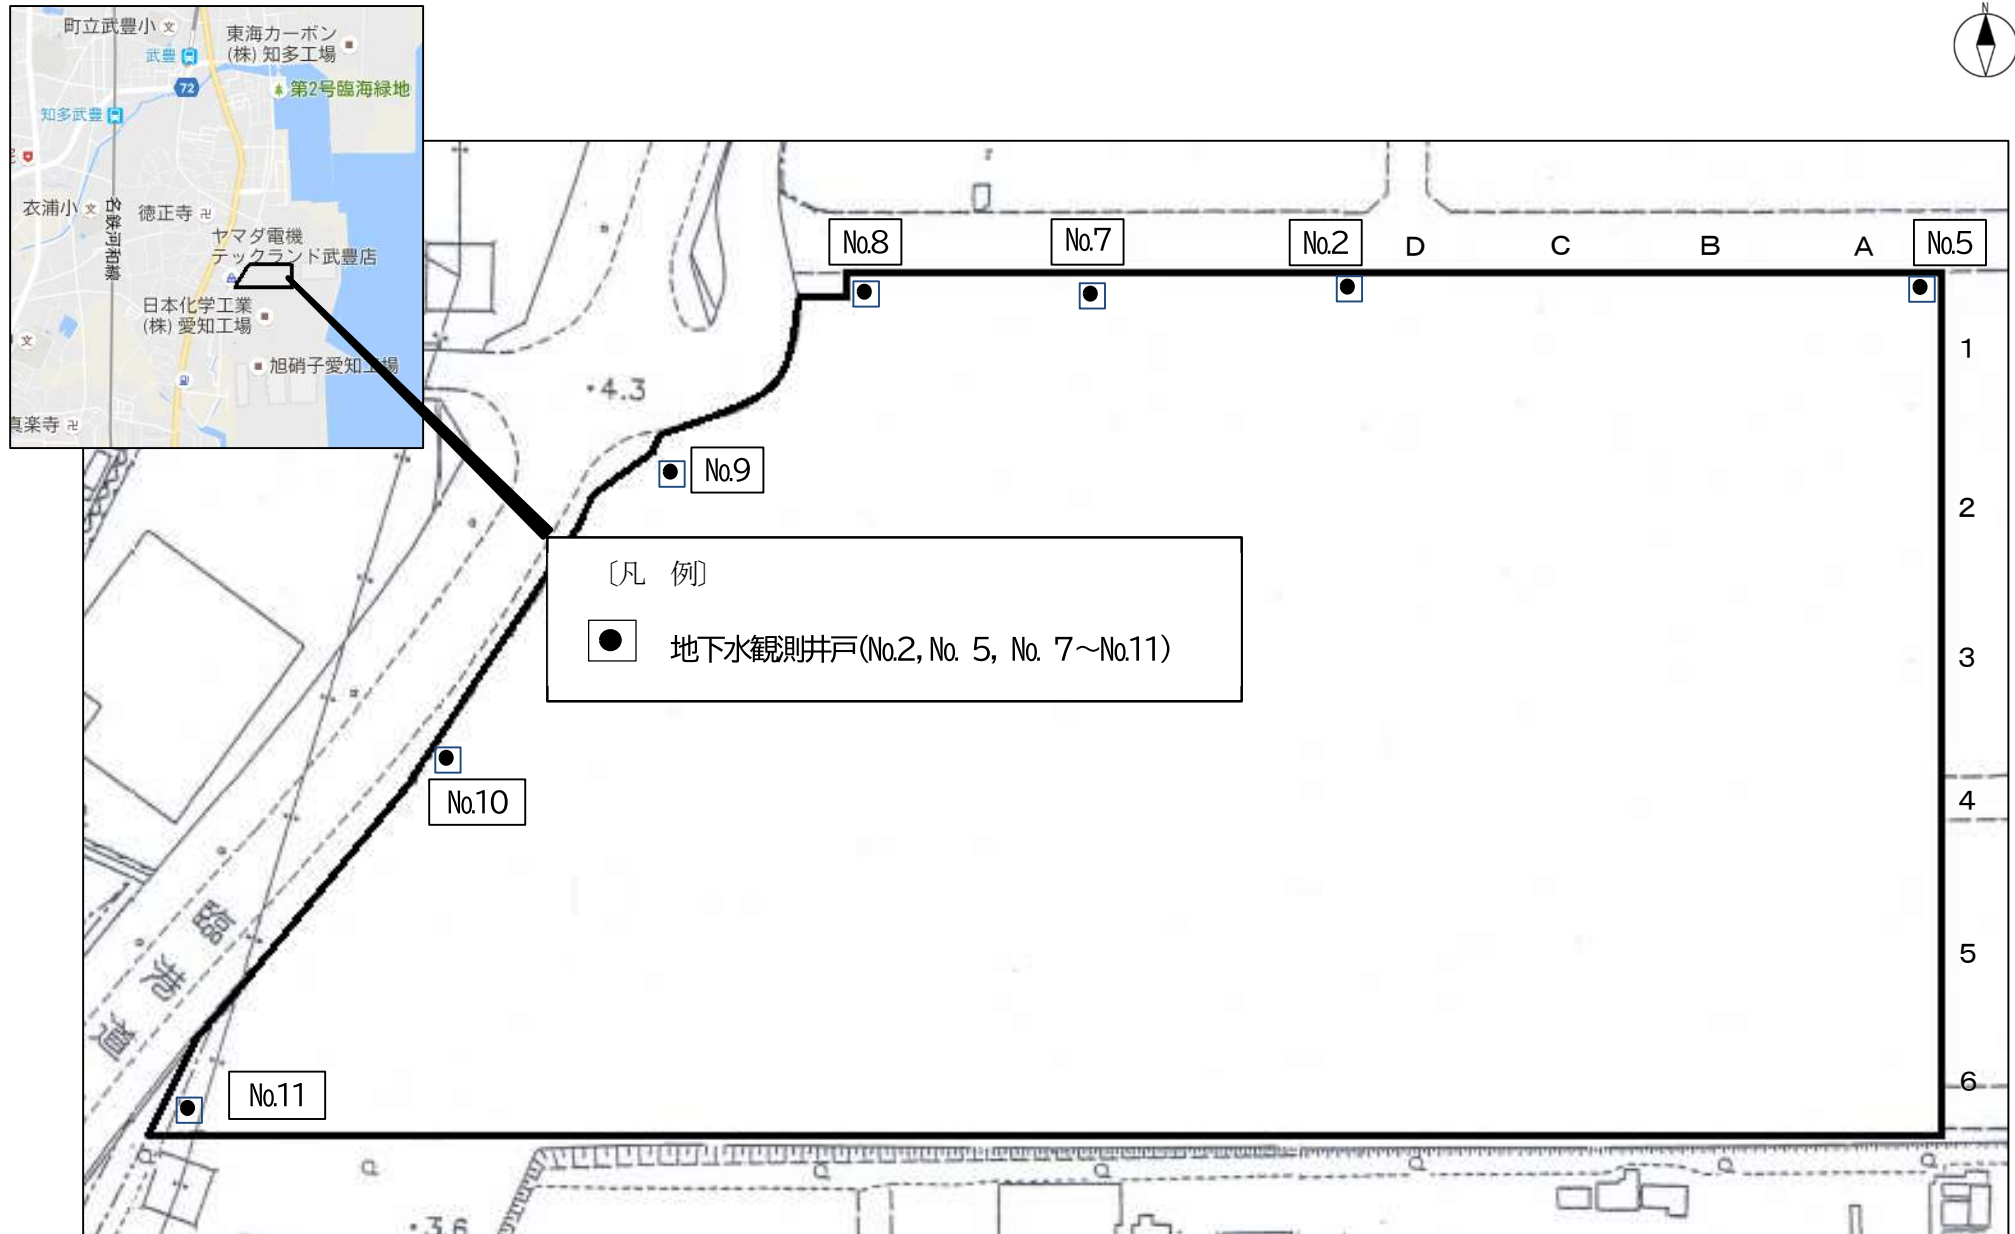 N
町立武豊小 文
東海カーボン
(株) 知多工場
武豊
72
第2号臨海緑地
知多武豊
衣浦小 文
名鉄河和線
徳正寺 卍
ヤマダ電機
テックランド武豊店
日本化学工業
(株) 愛知工場
文
旭硝子愛知工場
真楽寺 卍
No.8
No.7
No.2
D
C
B
A
No.5
1
・4.3
No.9
2
〔凡 例〕
地下水観測井戸(No.2, No. 5, No. 7～No.11)
3
No.10
4
臨
5
No.11
6
・3.6